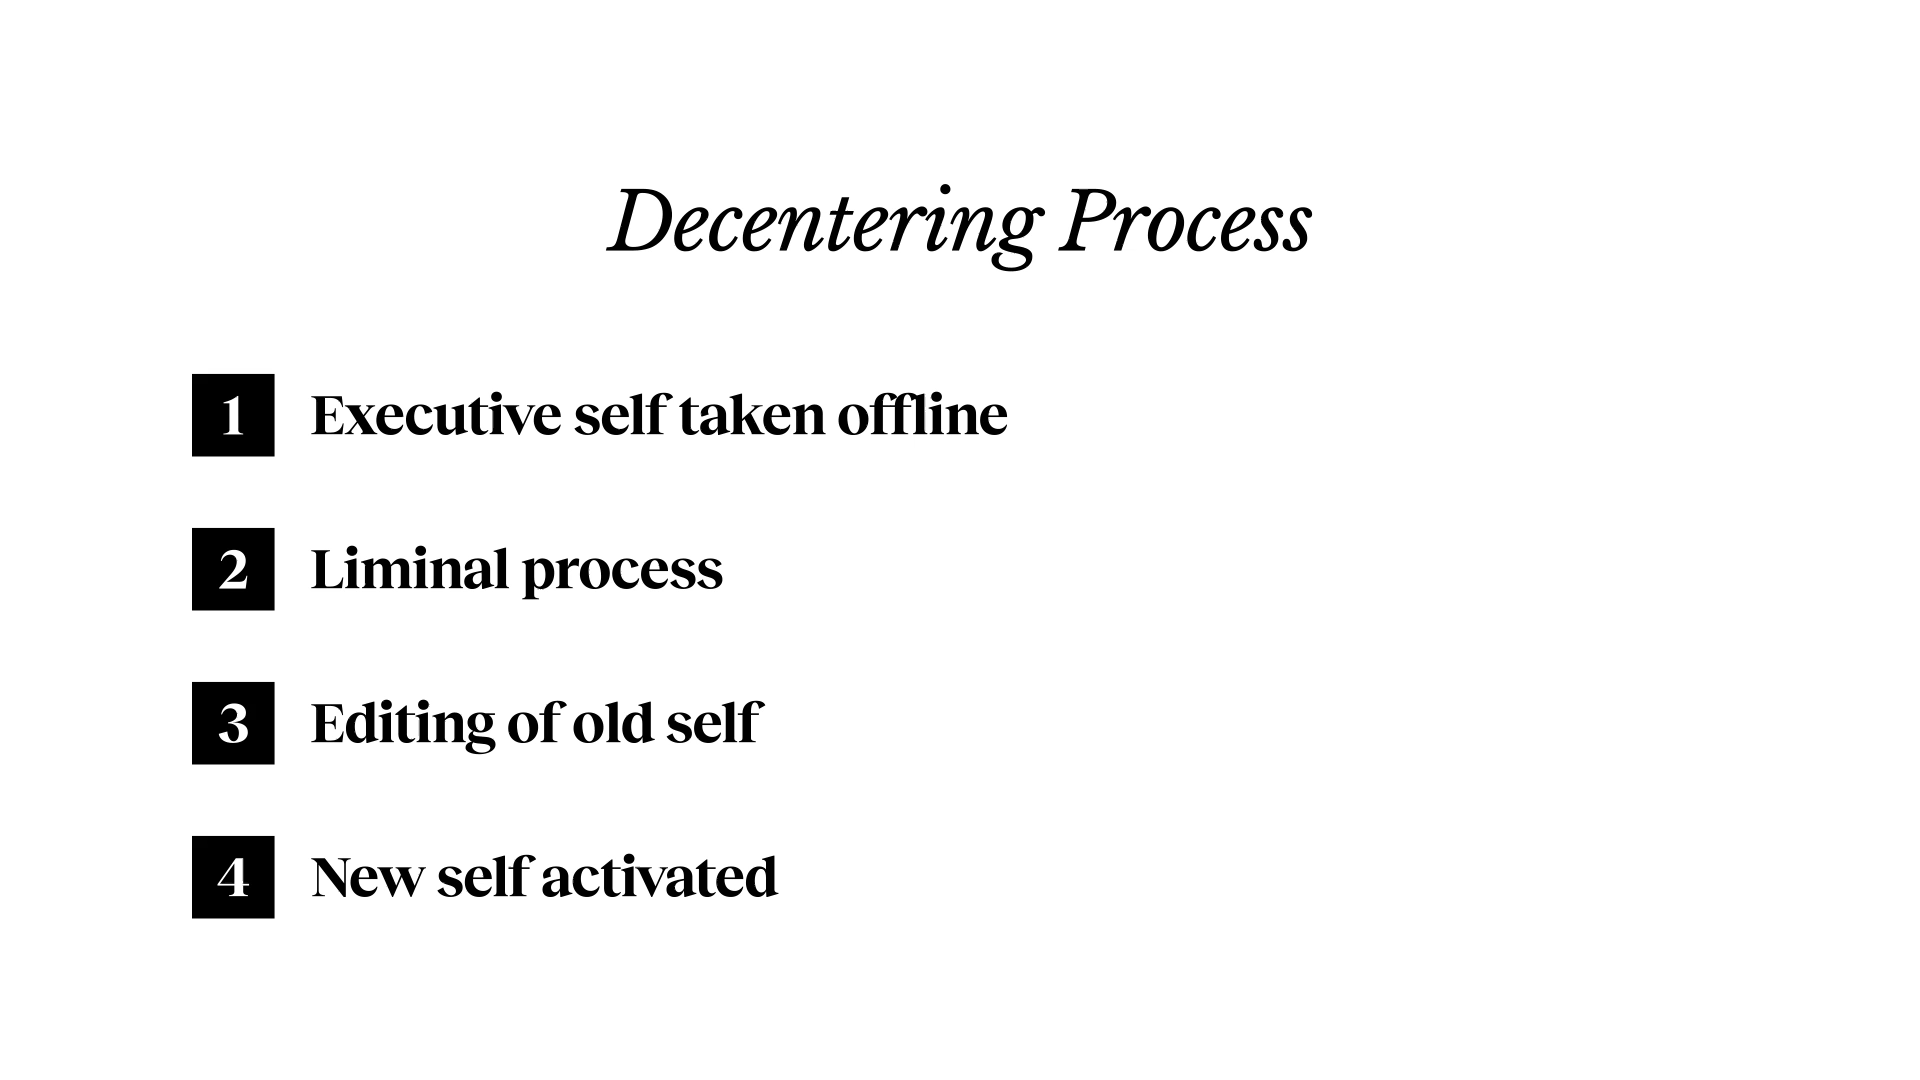 Decentering Process
1 Executive self taken offline
2 Liminal process
3 Editing of old self
4 New self activated